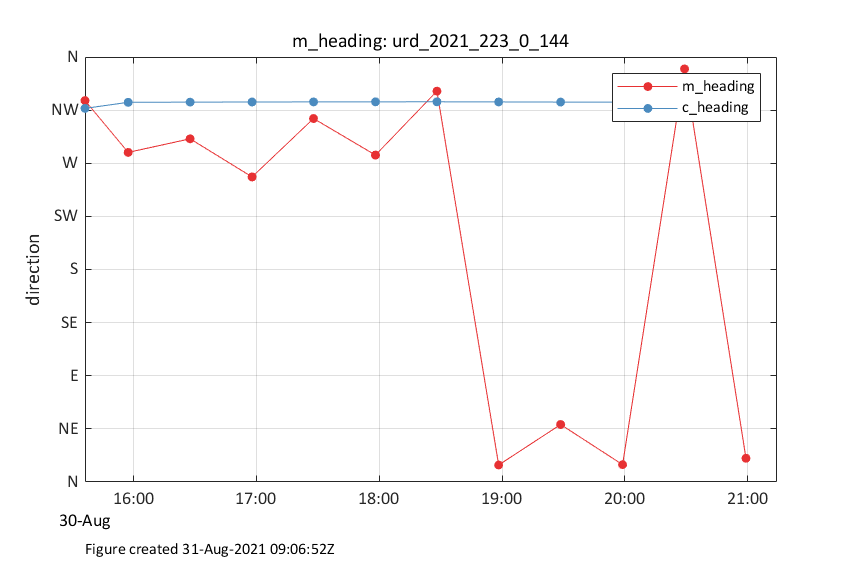 m_heading: urd_2021_223_0_144
N
NW
W
SW
S
SE
E
NE
N
direction
m_heading
c_heading
16:00 17:00 18:00 19:00 20:00 21:00
30-Aug
Figure created 31-Aug-2021 09:06:52Z